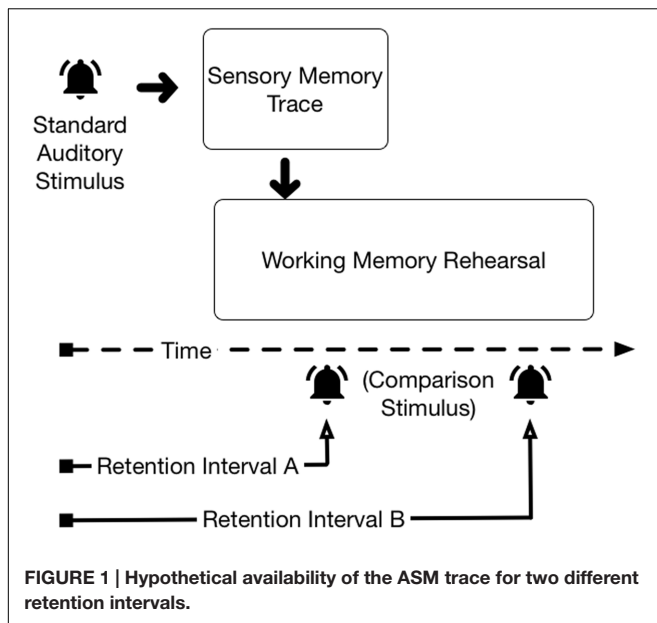 Sensory Memory
Trace
Standard
Auditory
Stimulus
Working Memory Rehearsal
Time
(Comparison
Stimulus)
Retention Interval A
Retention Interval B
FIGURE 1 | Hypothetical availability of the ASM trace for two different
retention intervals.